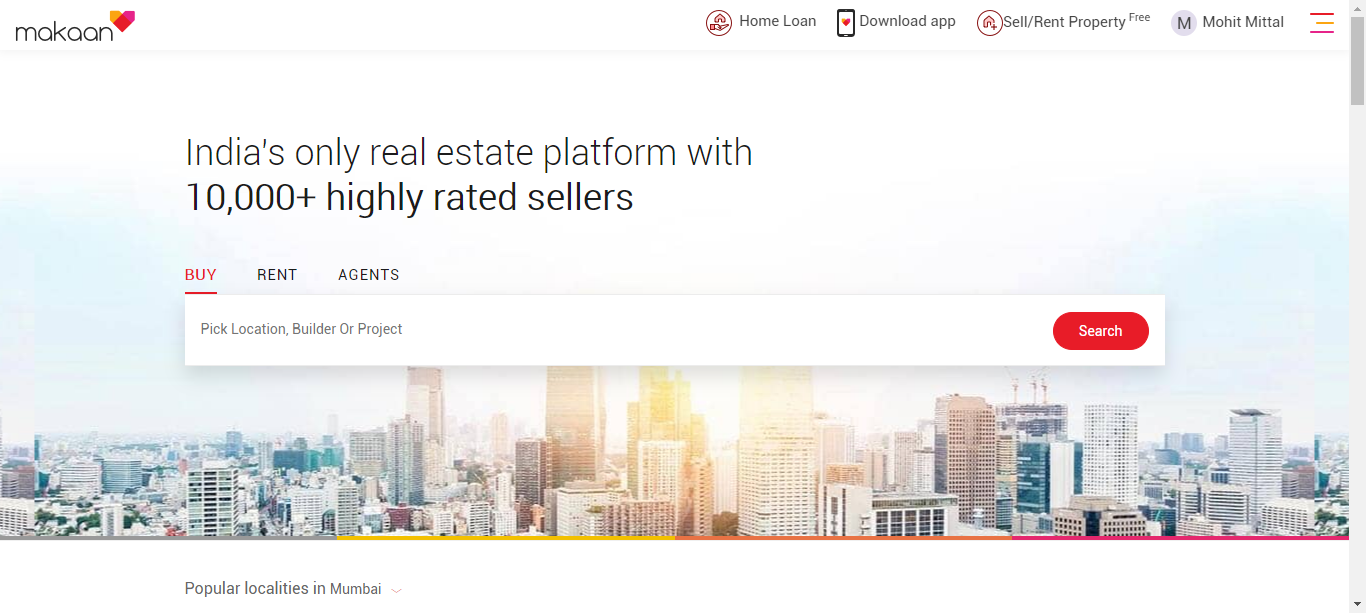 makaan
Home Loan
Download app
Sell/Rent Property Free
M
Mohit Mittal
India's only real estate platform with
10,000+ highly rated sellers
BUY
RENT
AGENTS
Pick Location, Builder Or Project
Search
Popular localities in Mumbai